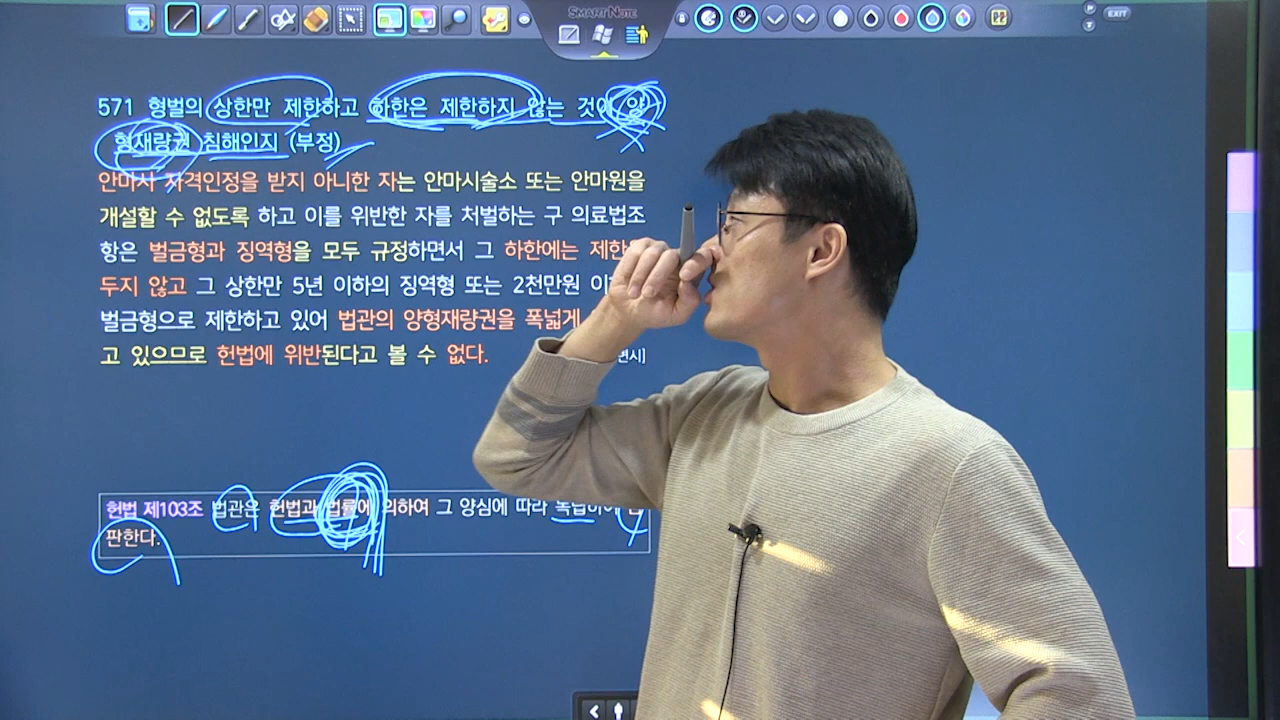 SMART NOTE
EXIT
571 형벌의 상한만 제한하고 하한은 제한하지 않는 것이 양
형재량권 침해인지 (부정)
안마사 자격인정을 받지 아니한 자는 안마시술소 또는 안마원을
개설할 수 없도록 하고 이를 위반한 자를 처벌하는 구 의료법조
항은 벌금형과 징역형을 모두 규정하면서 그 하한에는 제한
두지 않고 그 상한만 5년 이하의 징역형 또는 2천만원
벌금형으로 제한하고 있어 법관의 양형재량권을 폭넓게
고 있으므로 헌법에 위반된다고 볼 수 없다. 변시]
헌법 제103조 법관은 헌법과 법률에 의하여 그 양심에 따라 독립하여
판한다.